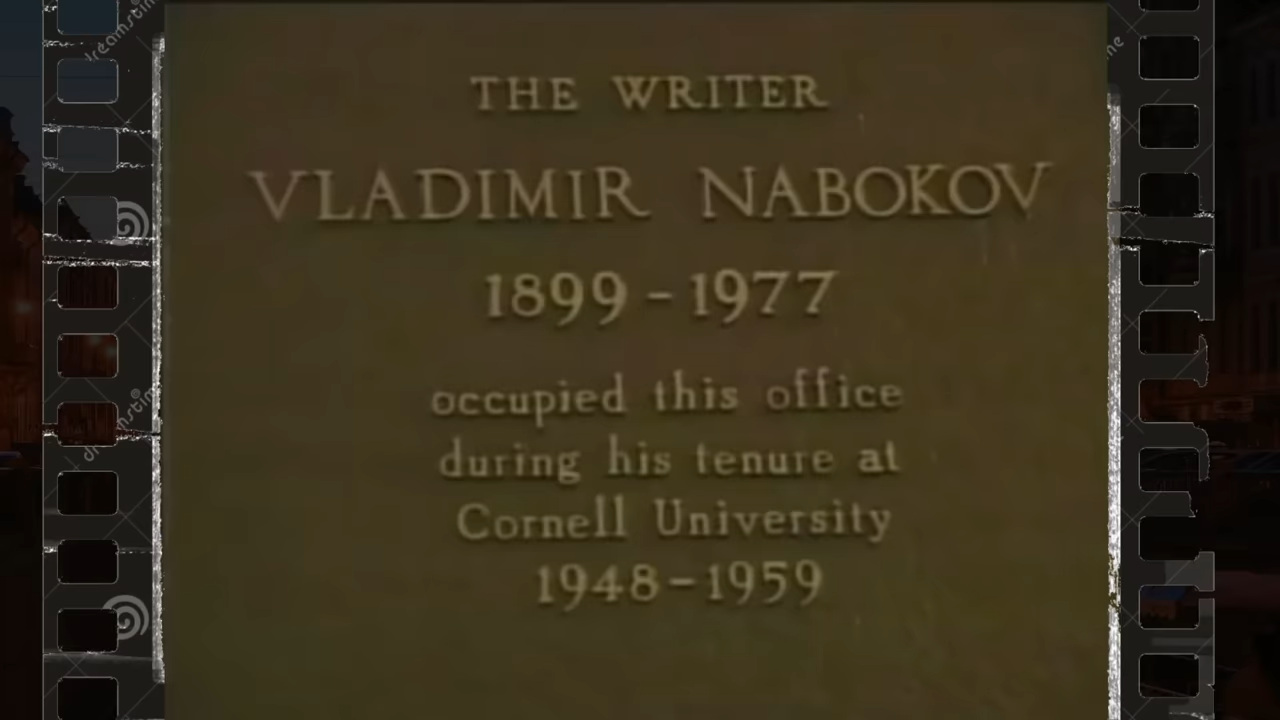 THE WRITER
VLADIMIR NABOKOV
1899-1977
occupied this office
during his tenure at
Cornell University
1948-1959